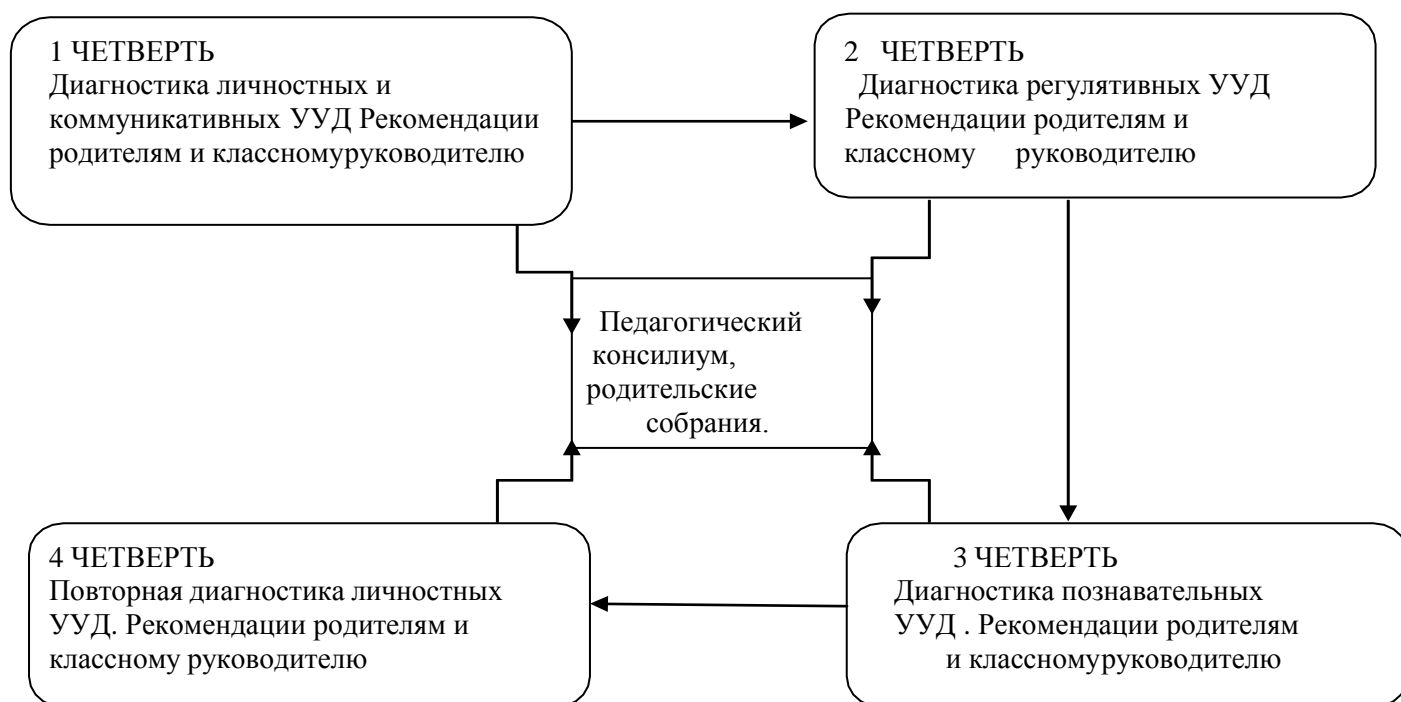 1 ЧЕТВЕРТЬ
Диагностика личностных и
коммуникативных УУД Рекомендации
родителям и классномуруководителю
2 ЧЕТВЕРТЬ
Диагностика регулятивных УУД
Рекомендации родителям и
классному руководителю
Педагогический
консилиум,
родительские
собрания.
4 ЧЕТВЕРТЬ
Повторная диагностика личностных
УУД. Рекомендации родителям и
классному руководителю
3 ЧЕТВЕРТЬ
Диагностика познавательных
УУД . Рекомендации родителям
и классномуруководителю